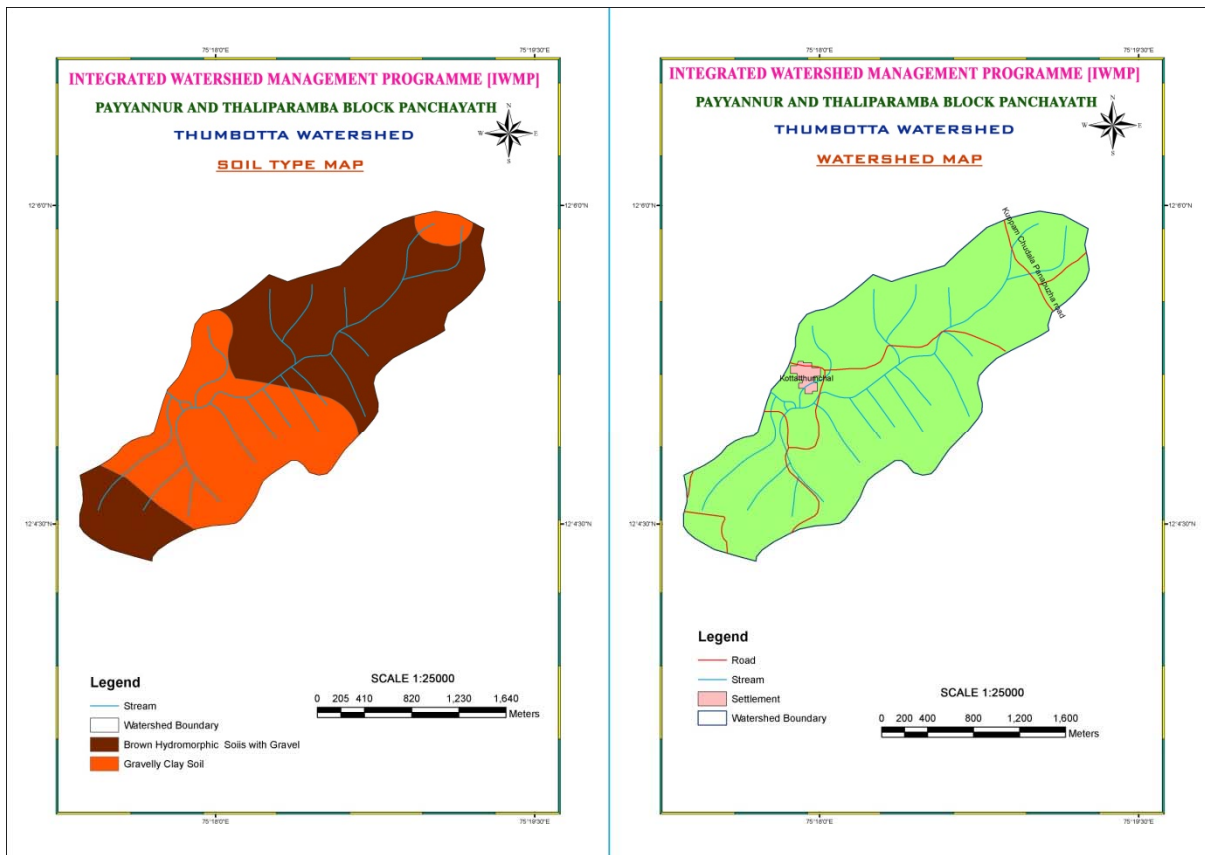 75°18'0"E
75°19'30"E
INTEGRATED WATERSHED MANAGEMENT PROGRAMME [IWMP]
PAYYANNUR AND THALIPARAMBA BLOCK PANCHAYATH
THUMBOTTA WATERSHED
SOIL TYPE MAP
N
W
E
S
12°6'0"N
12°6'0"N
12°4'30"N
12°4'30"N
Legend
Stream
Watershed Boundary
Brown Hydromorphic Soils with Gravel
Gravelly Clay Soil
SCALE 1:25000
0 205 410 820 1,230 1,640
Meters
75°18'0"E
75°19'30"E
75°18'0"E
75°19'30"E
INTEGRATED WATERSHED MANAGEMENT PROGRAMME [IWMP]
PAYYANNUR AND THALIPARAMBA BLOCK PANCHAYATH
THUMBOTTA WATERSHED
WATERSHED MAP
N
W
E
S
12°6'0"N
12°6'0"N
Kuppam Chudala Panapuzha road
12°4'30"N
12°4'30"N
Legend
Road
Stream
Settlement
Watershed Boundary
SCALE 1:25000
0 200 400 800 1,200 1,600
Meters
75°18'0"E
75°19'30"E